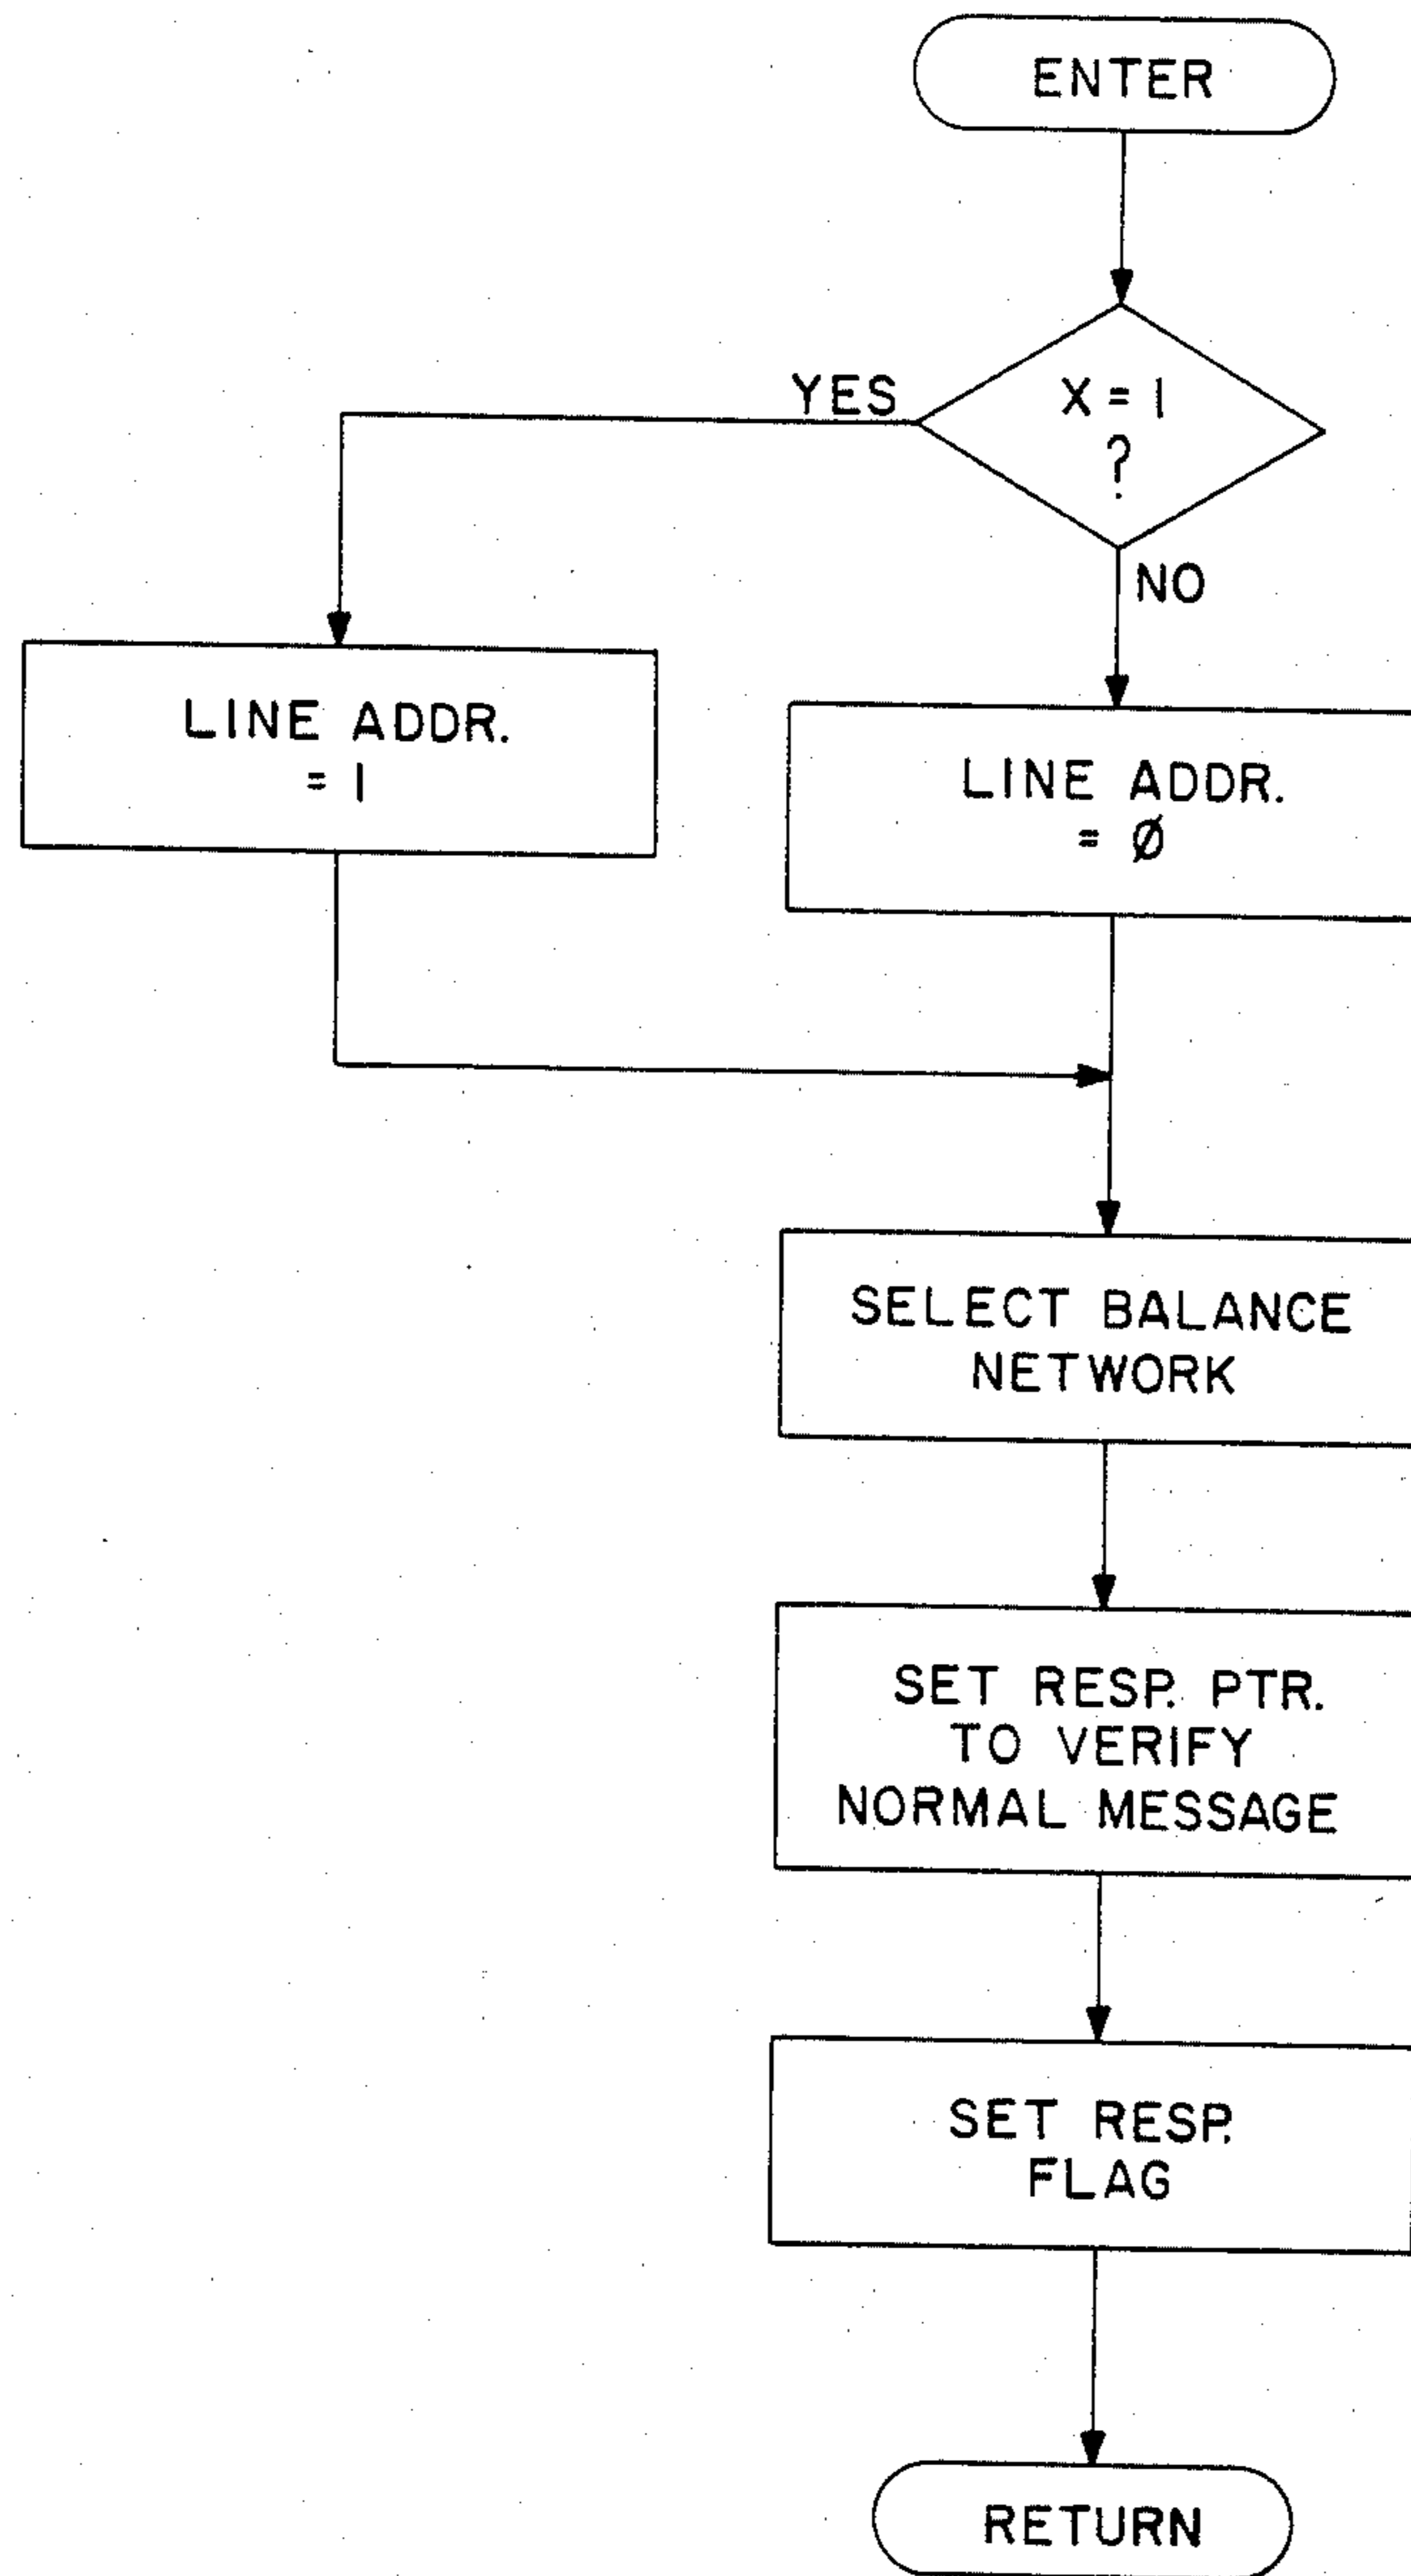 ENTER
X = 1
?
YES
NO
LINE ADDR.
= 1
LINE ADDR.
= Ø
SELECT BALANCE
NETWORK
SET RESP. PTR.
TO VERIFY
NORMAL MESSAGE
SET RESP.
FLAG
RETURN